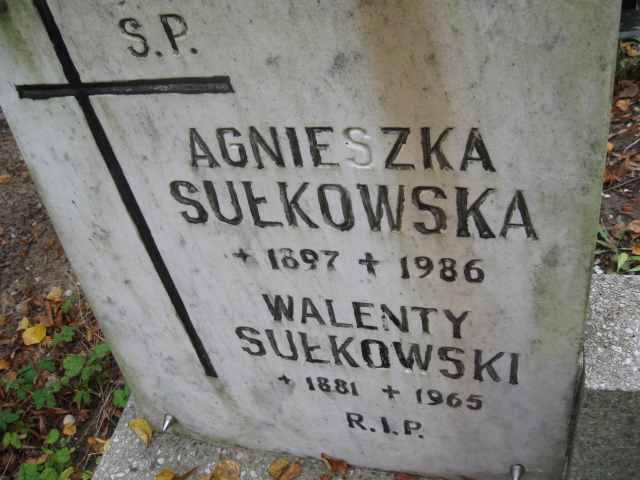 Ś.P.
AGNIESZKA
SUŁKOWSKA
+ 1897 + 1986
WALENTY
SUŁKOWSKI
+ 1881 + 1965
R.I.P.